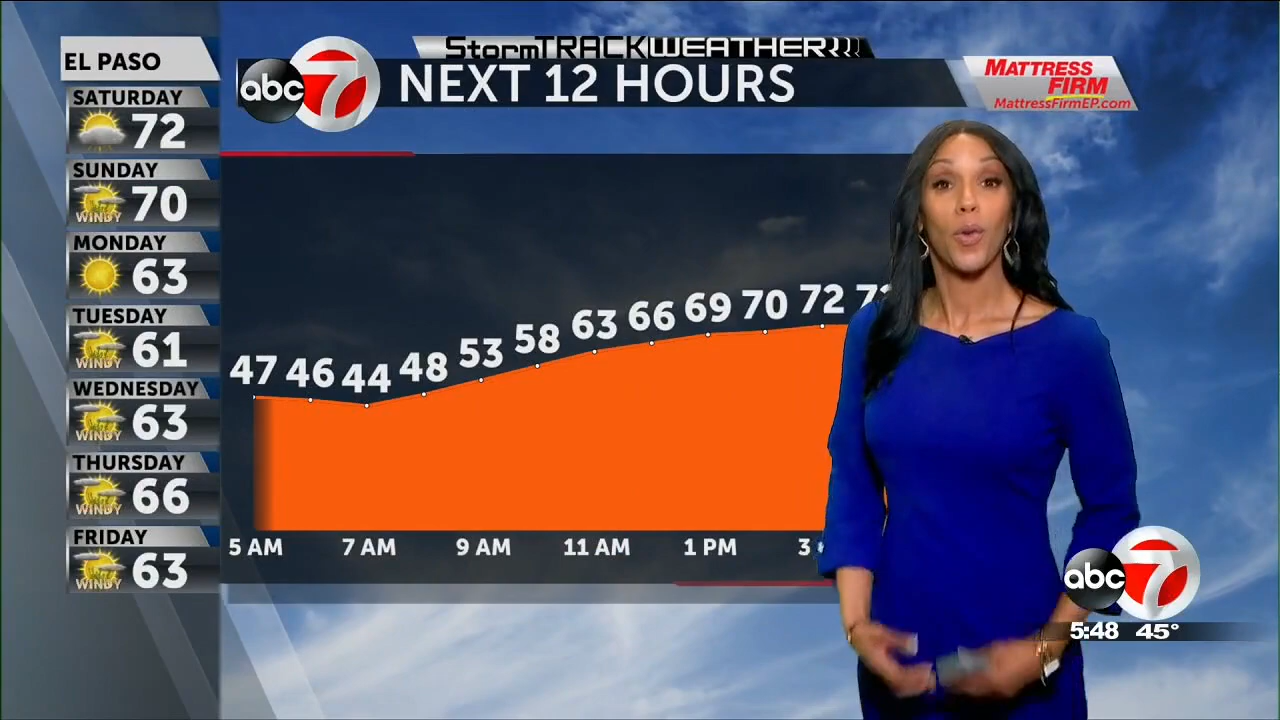 EL PASO
SATURDAY
72
SUNDAY
WINDY
70
MONDAY
63
TUESDAY
WINDY
61
WEDNESDAY
WINDY
63
THURSDAY
WINDY
66
FRIDAY
WINDY
63
StormTRACKWEATHER
abc 7
NEXT 12 HOURS
MATTRESS
FIRM
MattressFirmEP.com
47 46 44 48 53 58 63 66 69 70 72
5 AM 7 AM 9 AM 11 AM 1 PM 3
abc 7
5:48 45°